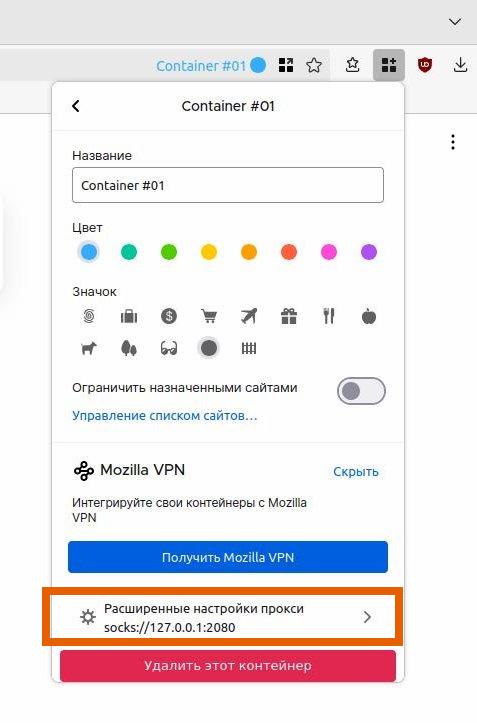 Container #01
Container #01
Название
Container #01
Цвет
Значок
Ограничить назначенными сайтами
Управление списком сайтов...
Mozilla VPN
Скрыть
Интегрируйте свои контейнеры с Mozilla
VPN
Получить Mozilla VPN
Расширенные настройки прокси
socks://127.0.0.1:2080
Удалить этот контейнер